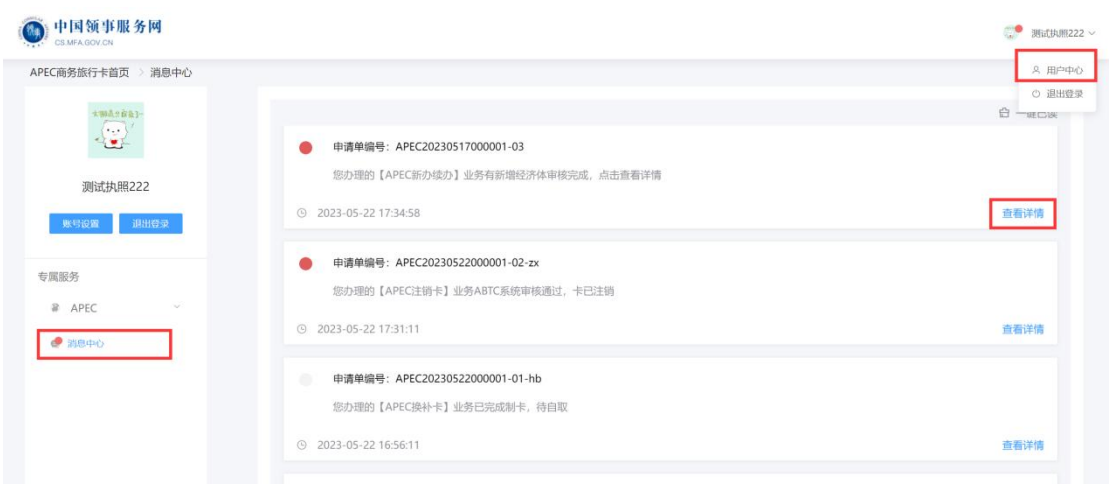 中国领事服务网
CS.MFA.GOV.CN
测试执照222
用户中心
退出登录
APEC商务旅行卡首页 > 消息中心
一键已读
测试执照222
账号设置 退出登录
专属服务
APEC
消息中心
申请单编号：APEC20230517000001-03
您办理的【APEC新办续办】业务有新增经济体审核完成，点击查看详情
2023-05-22 17:34:58 查看详情
申请单编号：APEC20230522000001-02-zx
您办理的【APEC注销卡】业务ABTC系统审核通过，卡已注销
2023-05-22 17:31:11 查看详情
申请单编号：APEC20230522000001-01-hb
您办理的【APEC换补卡】业务已完成制卡，待自取
2023-05-22 16:56:11 查看详情